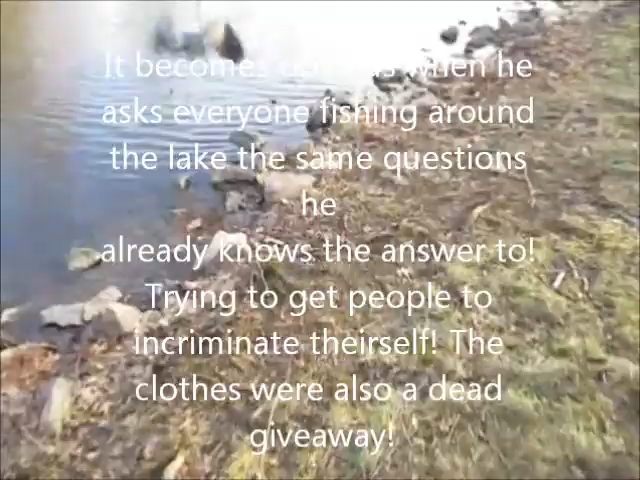 It becomes obvious when he
asks everyone fishing around
the lake the same questions
he
already knows the answer to!
Trying to get people to
incriminate theirself! The
clothes were also a dead
giveaway!